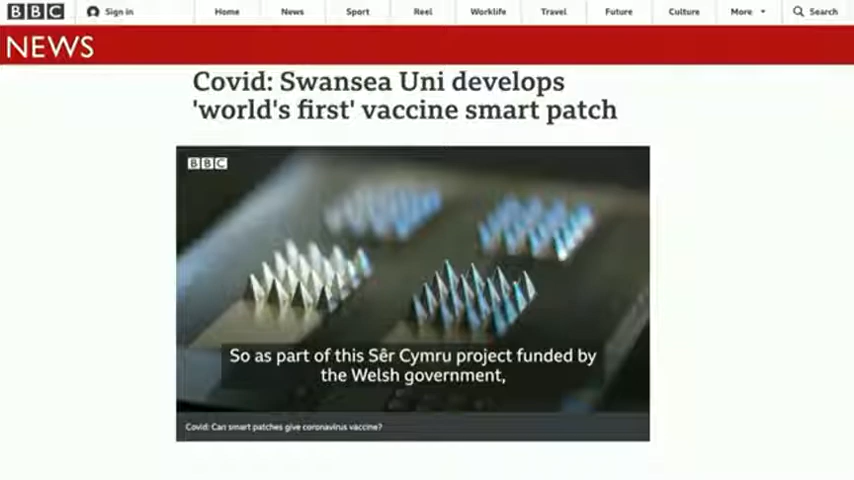 BBC Sign in Home News Sport Reel Worklife Travel Future Culture More Search
NEWS
Covid: Swansea Uni develops
'world's first' vaccine smart patch
BBC
So as part of this Sêr Cymru project funded by
the Welsh government,
Covid: Can smart patches give coronavirus vaccine?